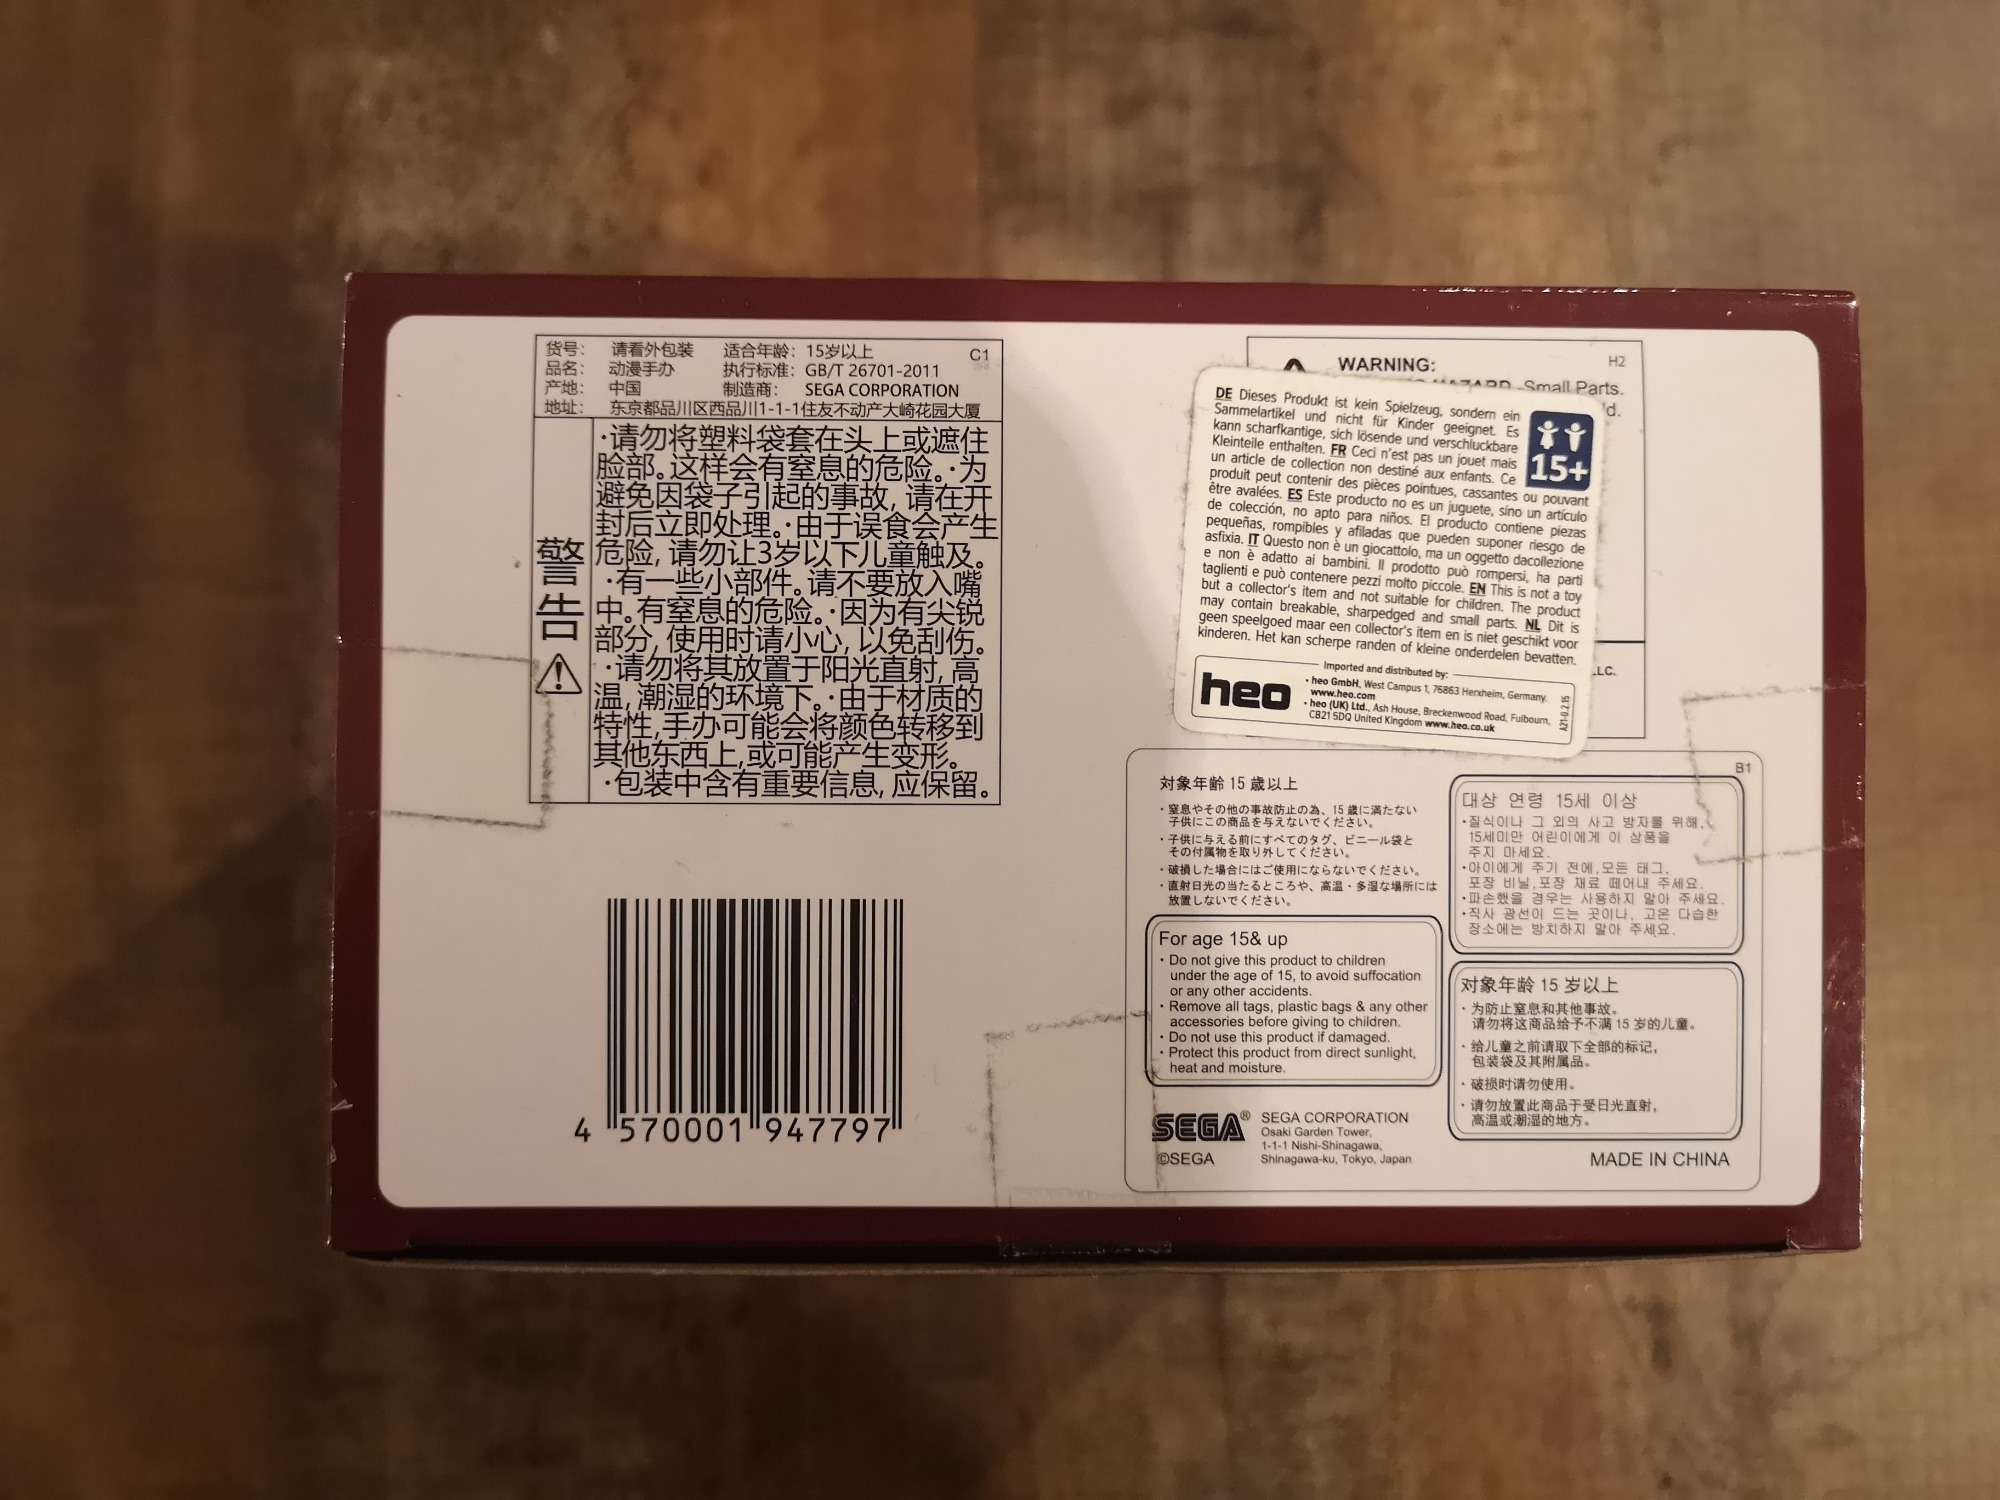 货号： 请看外包装 适合年龄： 15岁以上 C1
品名： 动漫手办 执行标准： GB/T 26701-2011
产地： 中国 制造商： SEGA CORPORATION
地址： 东京都品川区西品川1-1-1住友不动产大崎花园大厦
警告
·请勿将塑料袋套在头上或遮住
脸部。这样会有窒息的危险。·为
避免因袋子引起的事故，请在开
封后立即处理。·由于误食会产生
危险，请勿让3岁以下儿童触及。
·有一些小部件。请不要放入嘴
中。有窒息的危险。·因为有尖锐
部分，使用时请小心，以免刮伤。
·请勿将其放置于阳光直射，高
温，潮湿的环境下。·由于材质的
特性，手办可能会将颜色转移到
其他东西上，或可能产生变形。
·包装中含有重要信息，应保留。
4 570001 947797
WARNING: H2
-Small Parts.
LLC.
DE Dieses Produkt ist kein Spielzeug, sondern ein
Sammelartikel und nicht für Kinder geeignet. Es
kann scharfkantige, sich lösende und verschluckbare
Kleinteile enthalten. FR Ceci n'est pas un jouet mais
un article de collection non destiné aux enfants. Ce
produit peut contenir des pièces pointues, cassantes ou pouvant
être avalées. ES Este producto no es un juguete, sino un artículo
de colección, no apto para niños. El producto contiene piezas
pequeñas, rompibles y afiladas que pueden suponer riesgo de
asfixia. IT Questo non è un giocattolo, ma un oggetto dacollezione
e non è adatto ai bambini. Il prodotto può rompersi, ha parti
taglienti e può contenere pezzi molto piccole. EN This is not a toy
but a collector's item and not suitable for children. The product
may contain breakable, sharpedged and small parts. NL Dit is
geen speelgoed maar een collector's item en is niet geschikt voor
kinderen. Het kan scherpe randen of kleine onderdelen bevatten.
15+
heo
Imported and distributed by:
• heo GmbH, West Campus 1, 76863 Herxheim, Germany.
www.heo.com
• heo (UK) Ltd., Ash House, Breckenwood Road, Fulbourn,
CB21 5DQ United Kingdom www.heo.co.uk
B1
対象年齢 15 歳以上
・窒息やその他の事故防止の為、15 歳に満たない
子供にこの商品を与えないでください。
・子供に与える前にすべてのタグ、ビニール袋と
その付属物を取り外してください。
・破損した場合にはご使用にならないでください。
・直射日光の当たるところや、高温・多湿な場所には
放置しないでください。
For age 15& up
• Do not give this product to children
under the age of 15, to avoid suffocation
or any other accidents.
• Remove all tags, plastic bags & any other
accessories before giving to children.
• Do not use this product if damaged.
• Protect this product from direct sunlight,
heat and moisture.
대상 연령 15세 이상
•질식이나 그 외의 사고 방자를 위해,
15세미만 어린이에게 이 상품을
주지 마세요.
•아이에게 주기 전에,모든 태그,
포장 비닐,포장 재료 떼어내 주세요.
•파손했을 경우는 사용하지 말아 주세요.
•직사 광선이 드는 곳이나, 고온 다습한
장소에는 방치하지 말아 주세요.
对象年龄 15 岁以上
· 为防止窒息和其他事故。
请勿将这商品给予不满 15 岁的儿童。
· 给儿童之前请取下全部的标记，
包装袋及其附属品。
· 破损时请勿使用。
· 请勿放置此商品于受日光直射，
高温或潮湿的地方。
SEGA® SEGA CORPORATION
Osaki Garden Tower,
1-1-1 Nishi-Shinagawa,
©SEGA Shinagawa-ku, Tokyo, Japan
MADE IN CHINA